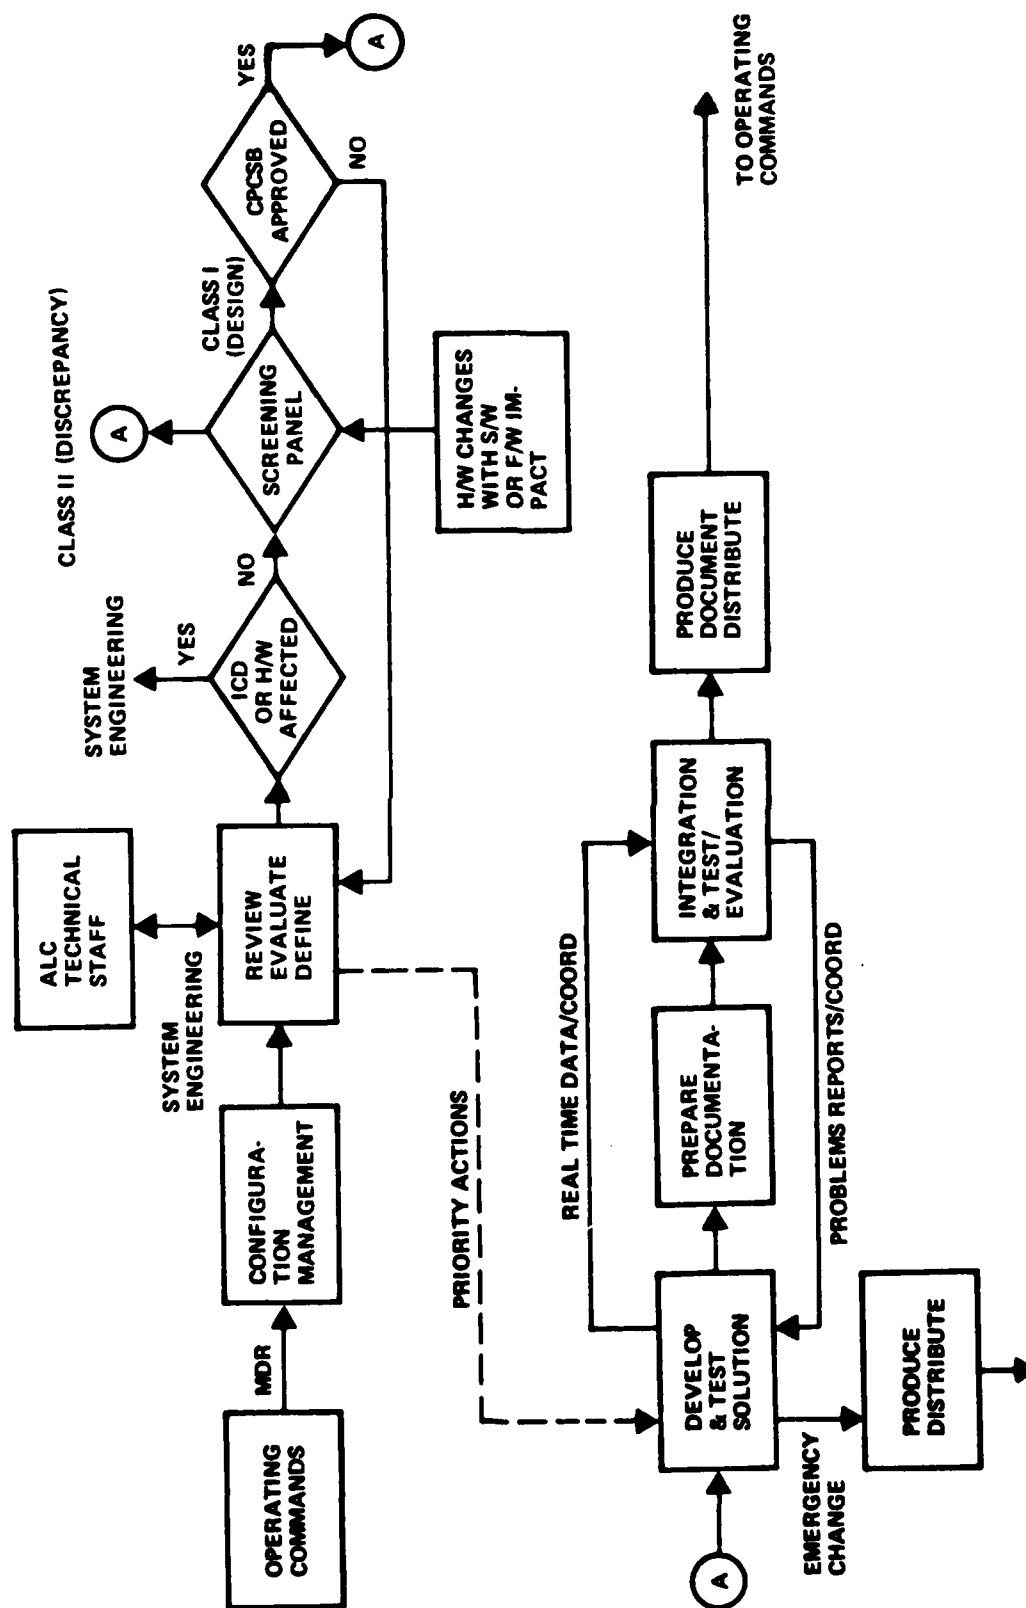 OPERATING
COMMANDS
MDR
CONFIGURA-
TION
MANAGEMENT
SYSTEM
ENGINEERING
ALC
TECHNICAL
STAFF
REVIEW
EVALUATE
DEFINE
SYSTEM
ENGINEERING
YES
ICD
OR H/W
AFFECTED
NO
CLASS II (DISCREPANCY)
A
SCREENING
PANEL
CLASS I
(DESIGN)
H/W CHANGES
WITH S/W
OR F/W IM-
PACT
CPCSB
APPROVED
YES
NO
A
PRIORITY ACTIONS
A
DEVELOP
& TEST
SOLUTION
EMERGENCY
CHANGE
PRODUCE
DISTRIBUTE
REAL TIME DATA/COORD
PREPARE
DOCUMENTA-
TION
PROBLEMS REPORTS/COORD
INTEGRATION
& TEST/
EVALUATION
PRODUCE
DOCUMENT
DISTRIBUTE
TO OPERATING
COMMANDS